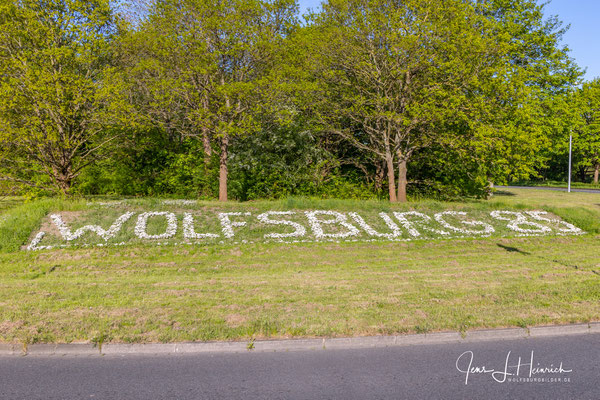 WOLFSBURG 85
Jens L. Heinrich
WOLFSBURGBILDER.DE